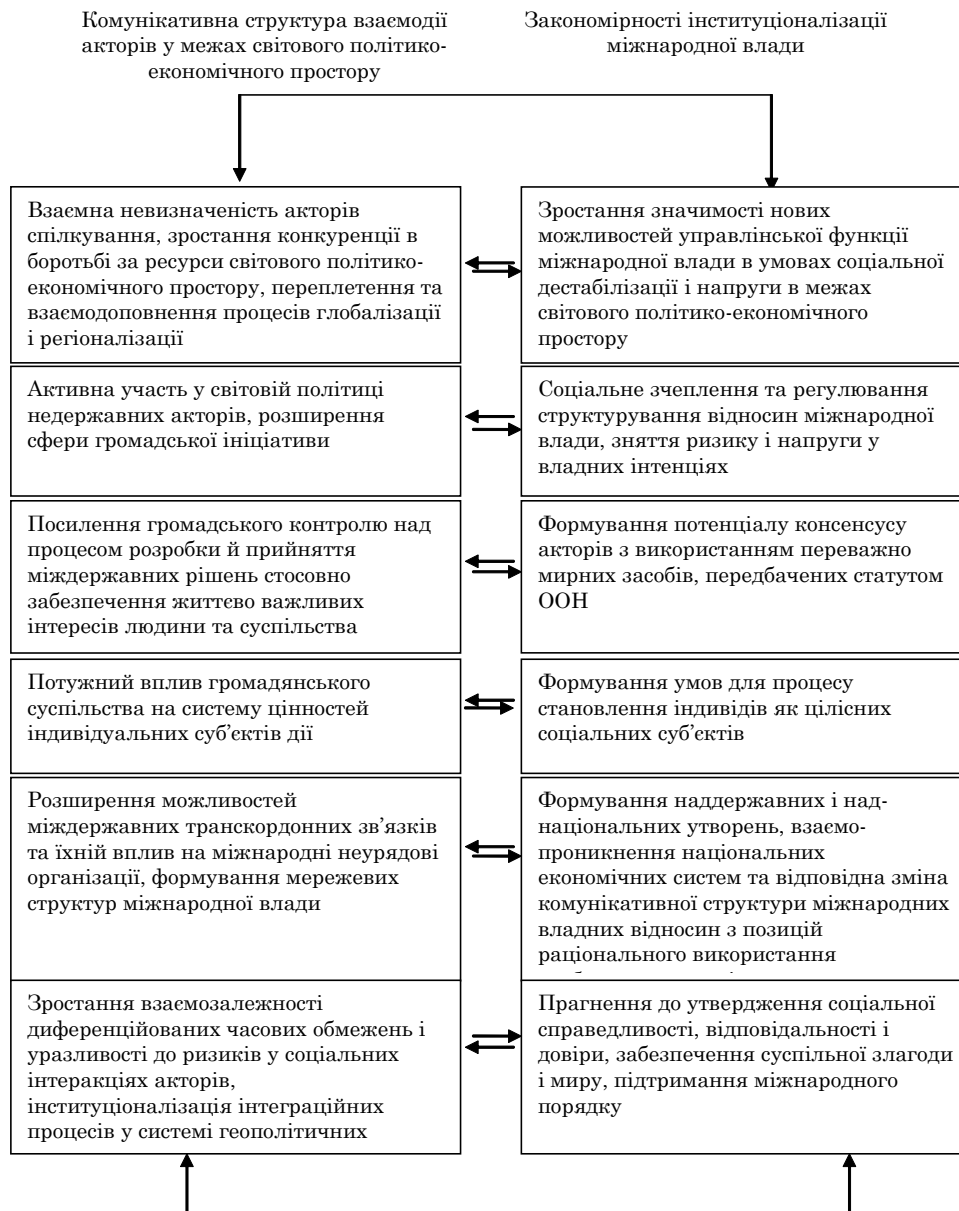 Комунікативна структура взаємодії
акторів у межах світового політико-
економічного простору
Закономірності інституціоналізації
міжнародної влади
Взаємна невизначеність акторів
спілкування, зростання конкуренції в
боротьбі за ресурси світового політико-
економічного простору, переплетення та
взаємодоповнення процесів глобалізації
і регіоналізації
Зростання значимості нових
можливостей управлінської функції
міжнародної влади в умовах соціальної
дестабілізації і напруги в межах
світового політико-економічного
простору
Активна участь у світовій політиці
недержавних акторів, розширення
сфери громадської ініціативи
Соціальне зчеплення та регулювання
структурування відносин міжнародної
влади, зняття ризику і напруги у
владних інтенціях
Посилення громадського контролю над
процесом розробки й прийняття
міждержавних рішень стосовно
забезпечення життєво важливих
інтересів людини та суспільства
Формування потенціалу консенсусу
акторів з використанням переважно
мирних засобів, передбачених статутом
ООН
Потужний вплив громадянського
суспільства на систему цінностей
індивідуальних суб’єктів дії
Формування умов для процесу
становлення індивідів як цілісних
соціальних суб’єктів
Розширення можливостей
міждержавних транскордонних зв’язків
та їхній вплив на міжнародні неурядові
організації, формування мережевих
структур міжнародної влади
Формування наддержавних і над-
національних утворень, взаємо-
проникнення національних
економічних систем та відповідна зміна
комунікативної структури міжнародних
владних відносин з позицій
раціонального використання
Зростання взаємозалежності
диференційованих часових обмежень і
уразливості до ризиків у соціальних
інтеракціях акторів,
інституціоналізація інтеграційних
процесів у системі геополітичних
Прагнення до утвердження соціальної
справедливості, відповідальності і
довіри, забезпечення суспільної злагоди
і миру, підтримання міжнародного
порядку